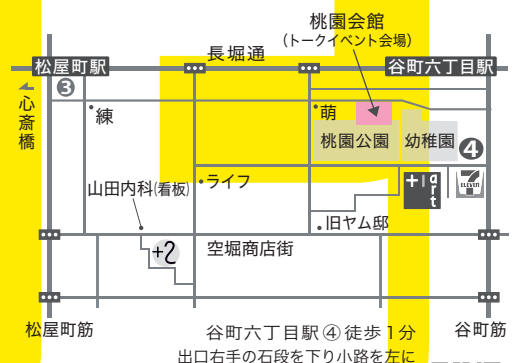 桃園会館
(トークイベント会場)
長堀通
松屋町駅
谷町六丁目駅
心斎橋
3
練
萌
桃園公園
幼稚園
4
+1
art
ELEVEN
山田内科(看板)
ライフ
旧ヤム邸
+2
空堀商店街
松屋町筋
谷町六丁目駅④徒歩1分
谷町筋
出口右手の石段を下り小路を左に